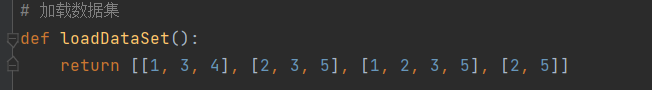 # 加载数据集
def loadDataSet():
    return [[1, 3, 4], [2, 3, 5], [1, 2, 3, 5], [2, 5]]